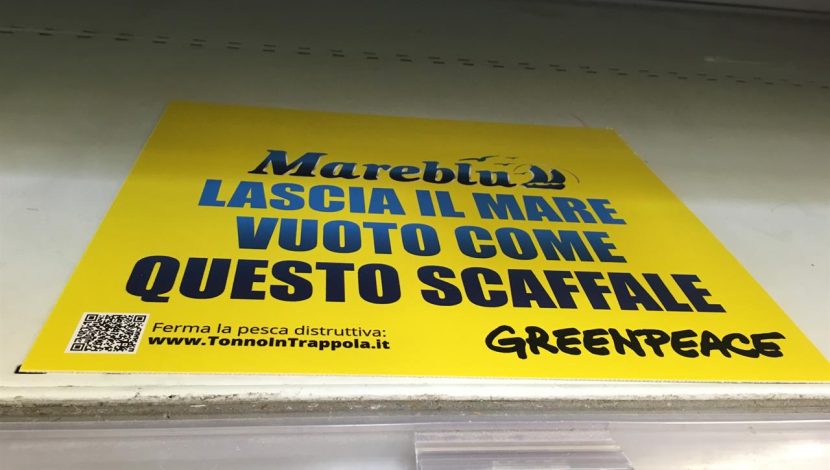 Mareblu
LASCIA IL MARE
VUOTO COME
QUESTO SCAFFALE
Ferma la pesca distruttiva:
www.TonnoInTrappola.it
GREENPEACE